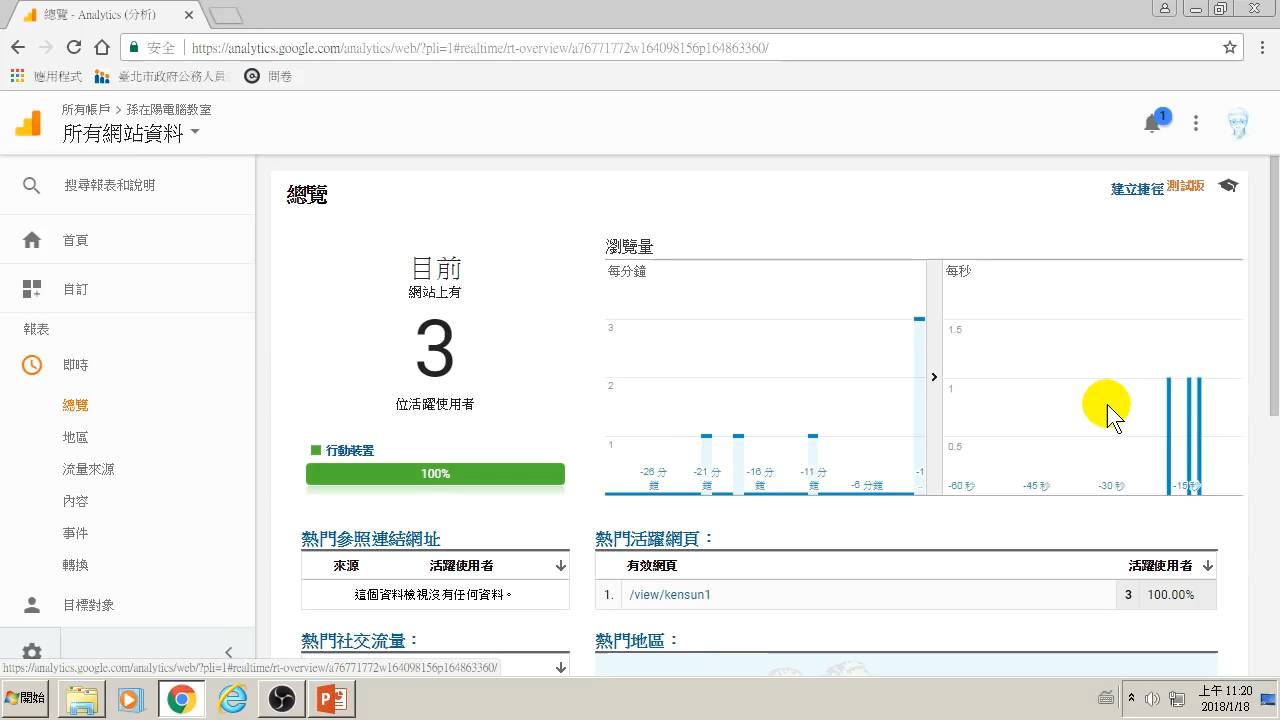 總覽 - Analytics (分析)
安全 https://analytics.google.com/analytics/web/?pli=1#realtime/rt-overview/a76771772w164098156p164863360/
應用程式 臺北市政府公務人員 問卷
所有帳戶 > 孫在陽電腦教室
所有網站資料
1
搜尋報表和說明
首頁
自訂
報表
即時
總覽
地區
流量來源
內容
事件
轉換
目標對象
總覽
建立捷徑 測試版
目前
網站上有
3
位活躍使用者
行動裝置
100%
瀏覽量
每分鐘
3
2
1
-26 分鐘
-21 分鐘
-16 分鐘
-11 分鐘
-6 分鐘
-1
...
每秒
1.5
1
0.5
-60 秒
-45 秒
-30 秒
-15 秒
熱門參照連結網址
來源 活躍使用者
這個資料檢視沒有任何資料。
熱門活躍網頁：
有效網頁 活躍使用者
1. /view/kensun1 3 100.00%
熱門社交流量：
熱門地區：
https://analytics.google.com/analytics/web/?pli=1#realtime/rt-overview/a76771772w164098156p164863360/
開始
上午 11:20
2018/1/18